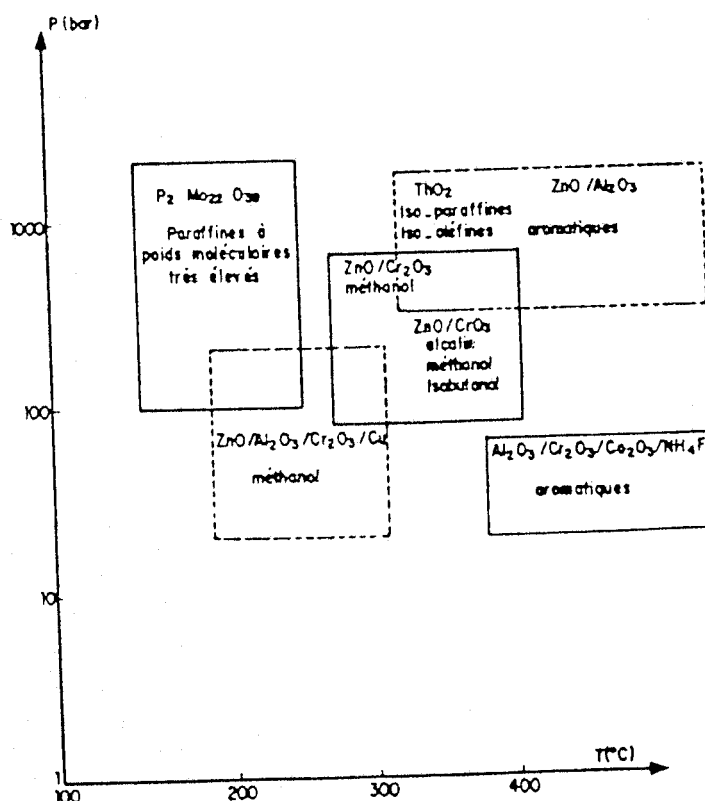 P (bar)
P₂ Mo₂₂ O₃₈
Paraffines à
poids moléculaires
très élevés
ThO₂ ZnO/Al₂O₃
Iso_paraffines
Iso_oléfines aromatiques
1000
ZnO/Cr₂O₃
méthanol
ZnO/CrO₃
alcalin
méthanol
Isobutanol
100
ZnO/Al₂O₃/Cr₂O₃/Cu
méthanol
Al₂O₃/Cr₂O₃/Co₂O₃/NH₄F
aromatiques
10
1
T(°C)
100 200 300 400